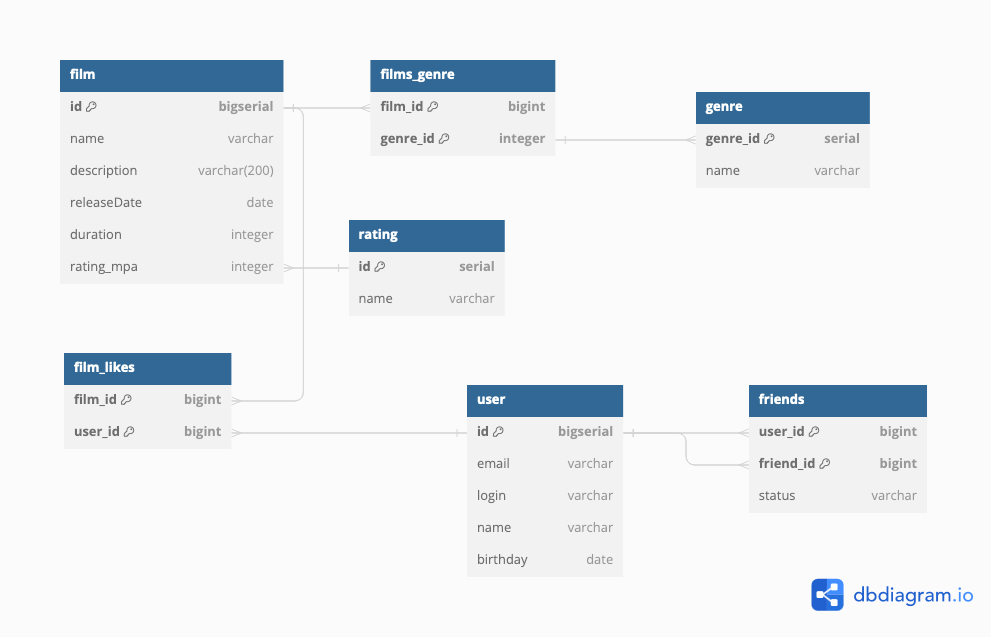 film
id bigserial
name varchar
description varchar(200)
releaseDate date
duration integer
rating_mpa integer
films_genre
film_id bigint
genre_id integer
genre
genre_id serial
name varchar
rating
id serial
name varchar
film_likes
film_id bigint
user_id bigint
user
id bigserial
email varchar
login varchar
name varchar
birthday date
friends
user_id bigint
friend_id bigint
status varchar
dbdiagram.io